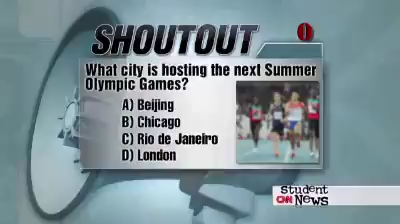 SHOUTOUT
0
What city is hosting the next Summer
Olympic Games?
A) Beijing
B) Chicago
C) Rio de Janeiro
D) London
Student
CNN News